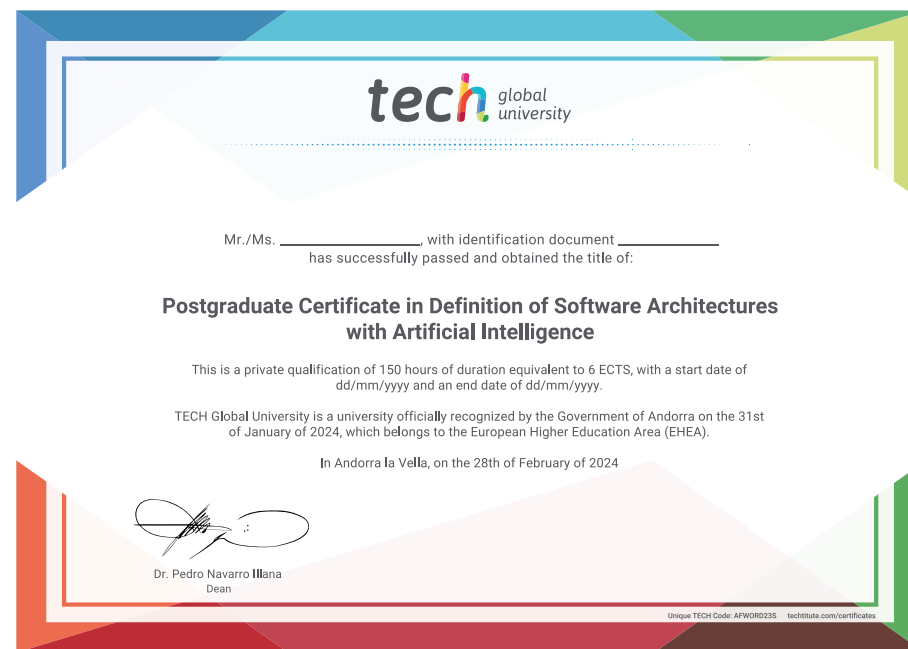 tech global
university
Mr./Ms. ____________, with identification document ____________
has successfully passed and obtained the title of:
Postgraduate Certificate in Definition of Software Architectures
with Artificial Intelligence
This is a private qualification of 150 hours of duration equivalent to 6 ECTS, with a start date of
dd/mm/yyyy and an end date of dd/mm/yyyy.
TECH Global University is a university officially recognized by the Government of Andorra on the 31st
of January of 2024, which belongs to the European Higher Education Area (EHEA).
In Andorra la Vella, on the 28th of February of 2024
Dr. Pedro Navarro Illana
Dean
Unique TECH Code: AFWORD23S techtitute.com/certificates